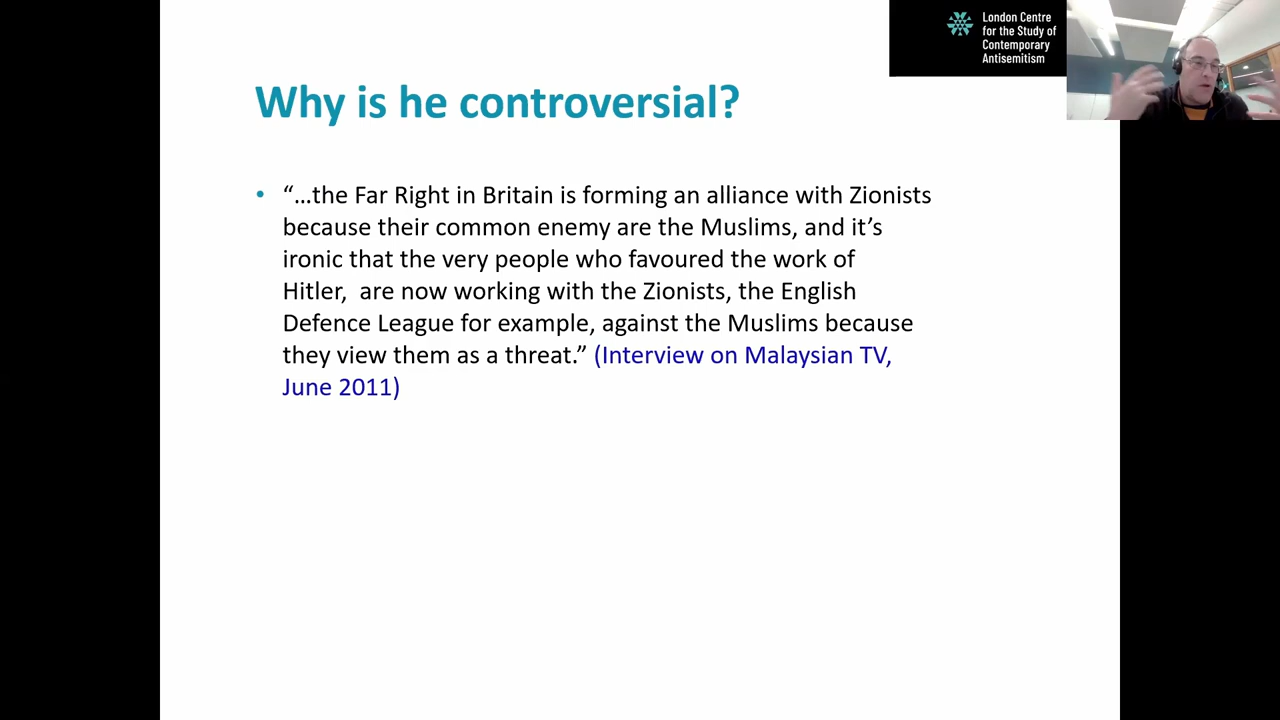 London Centre
for the Study of
Contemporary
Antisemitism
Why is he controversial?
• “…the Far Right in Britain is forming an alliance with Zionists
because their common enemy are the Muslims, and it’s
ironic that the very people who favoured the work of
Hitler,  are now working with the Zionists, the English
Defence League for example, against the Muslims because
they view them as a threat.” (Interview on Malaysian TV,
June 2011)